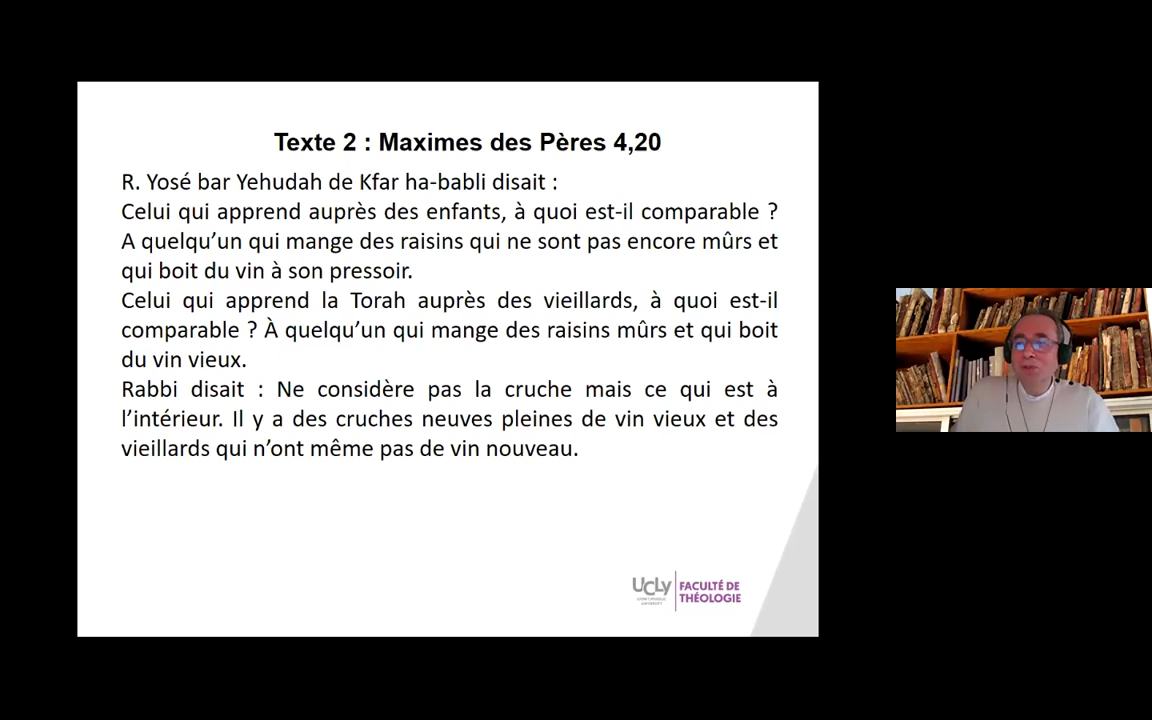 Texte 2 : Maximes des Pères 4,20
R. Yosé bar Yehudah de Kfar ha-babli disait :
Celui qui apprend auprès des enfants, à quoi est-il comparable ?
A quelqu’un qui mange des raisins qui ne sont pas encore mûrs et
qui boit du vin à son pressoir.
Celui qui apprend la Torah auprès des vieillards, à quoi est-il
comparable ? À quelqu’un qui mange des raisins mûrs et qui boit
du vin vieux.
Rabbi disait : Ne considère pas la cruche mais ce qui est à
l’intérieur. Il y a des cruches neuves pleines de vin vieux et des
vieillards qui n’ont même pas de vin nouveau.
UCLy
FACULTÉ DE
THÉOLOGIE